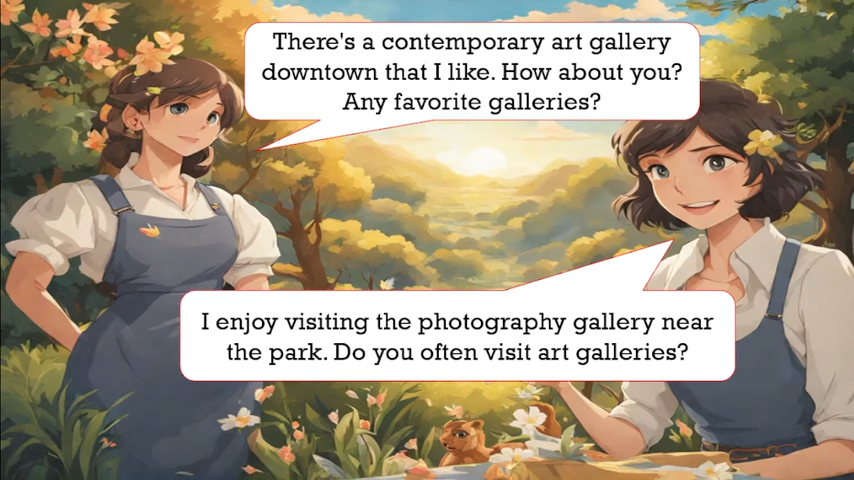 There's a contemporary art gallery
downtown that I like. How about you?
Any favorite galleries?
I enjoy visiting the photography gallery near
the park. Do you often visit art galleries?